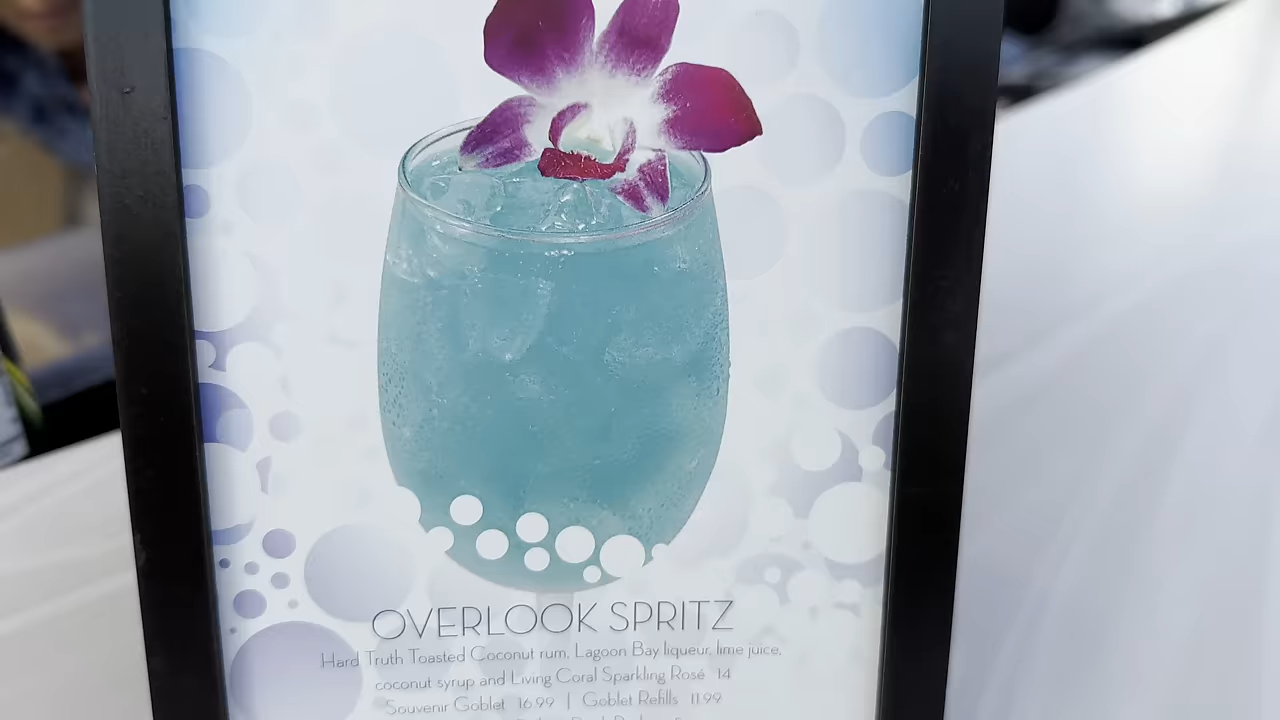 OVERLOOK SPRITZ
Hard Truth Toasted Coconut rum, Lagoon Bay liqueur, lime juice,
coconut syrup and Living Coral Sparkling Rosé 14
Souvenir Goblet 16.99 | Goblet Refills 11.99